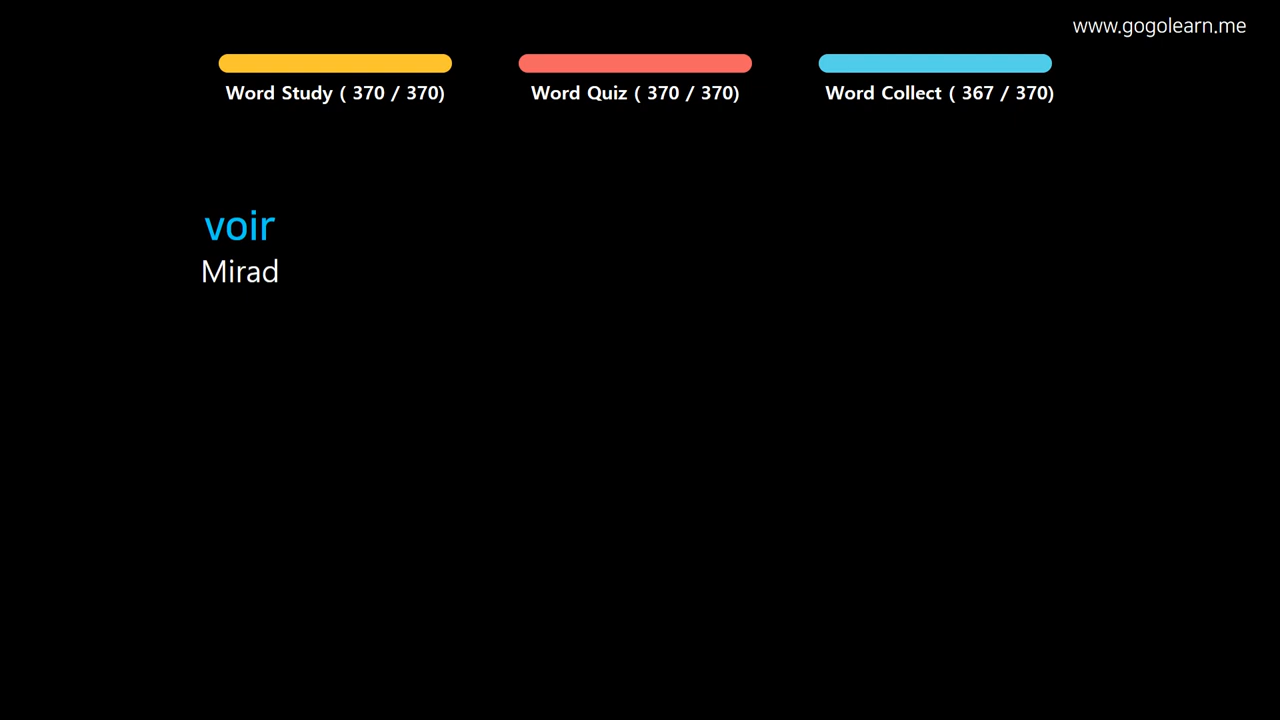 www.gogolearn.me
Word Study ( 370 / 370)
Word Quiz ( 370 / 370)
Word Collect ( 367 / 370)
voir
Mirad